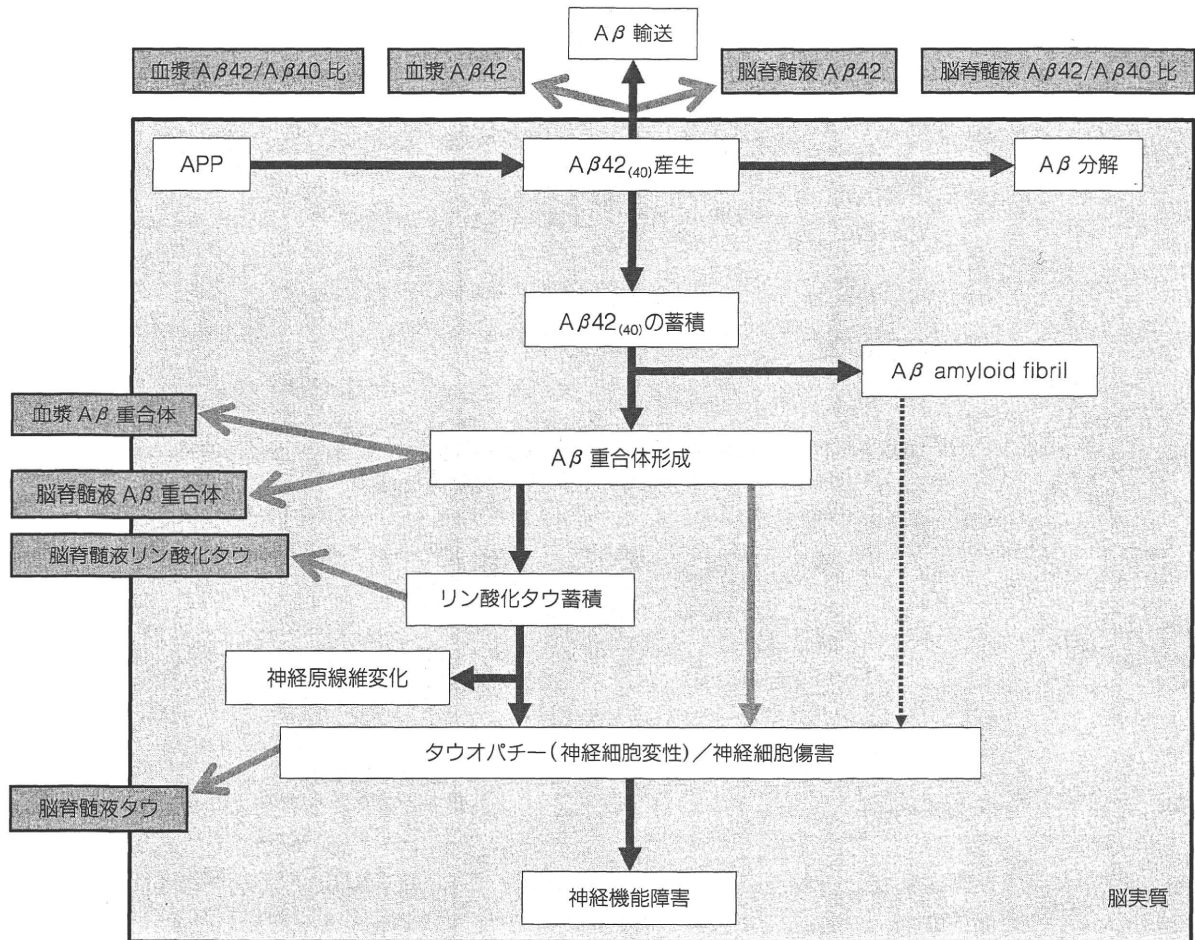 Aβ 輸送
血漿 Aβ42/Aβ40 比
血漿 Aβ42
脳脊髄液 Aβ42
脳脊髄液 Aβ42/Aβ40 比
APP
Aβ42(40)産生
Aβ 分解
Aβ42(40)の蓄積
Aβ amyloid fibril
血漿 Aβ 重合体
Aβ 重合体形成
脳脊髄液 Aβ 重合体
脳脊髄液リン酸化タウ
リン酸化タウ蓄積
神経原線維変化
タウオパチー(神経細胞変性)/神経細胞傷害
脳脊髄液タウ
神経機能障害
脳実質